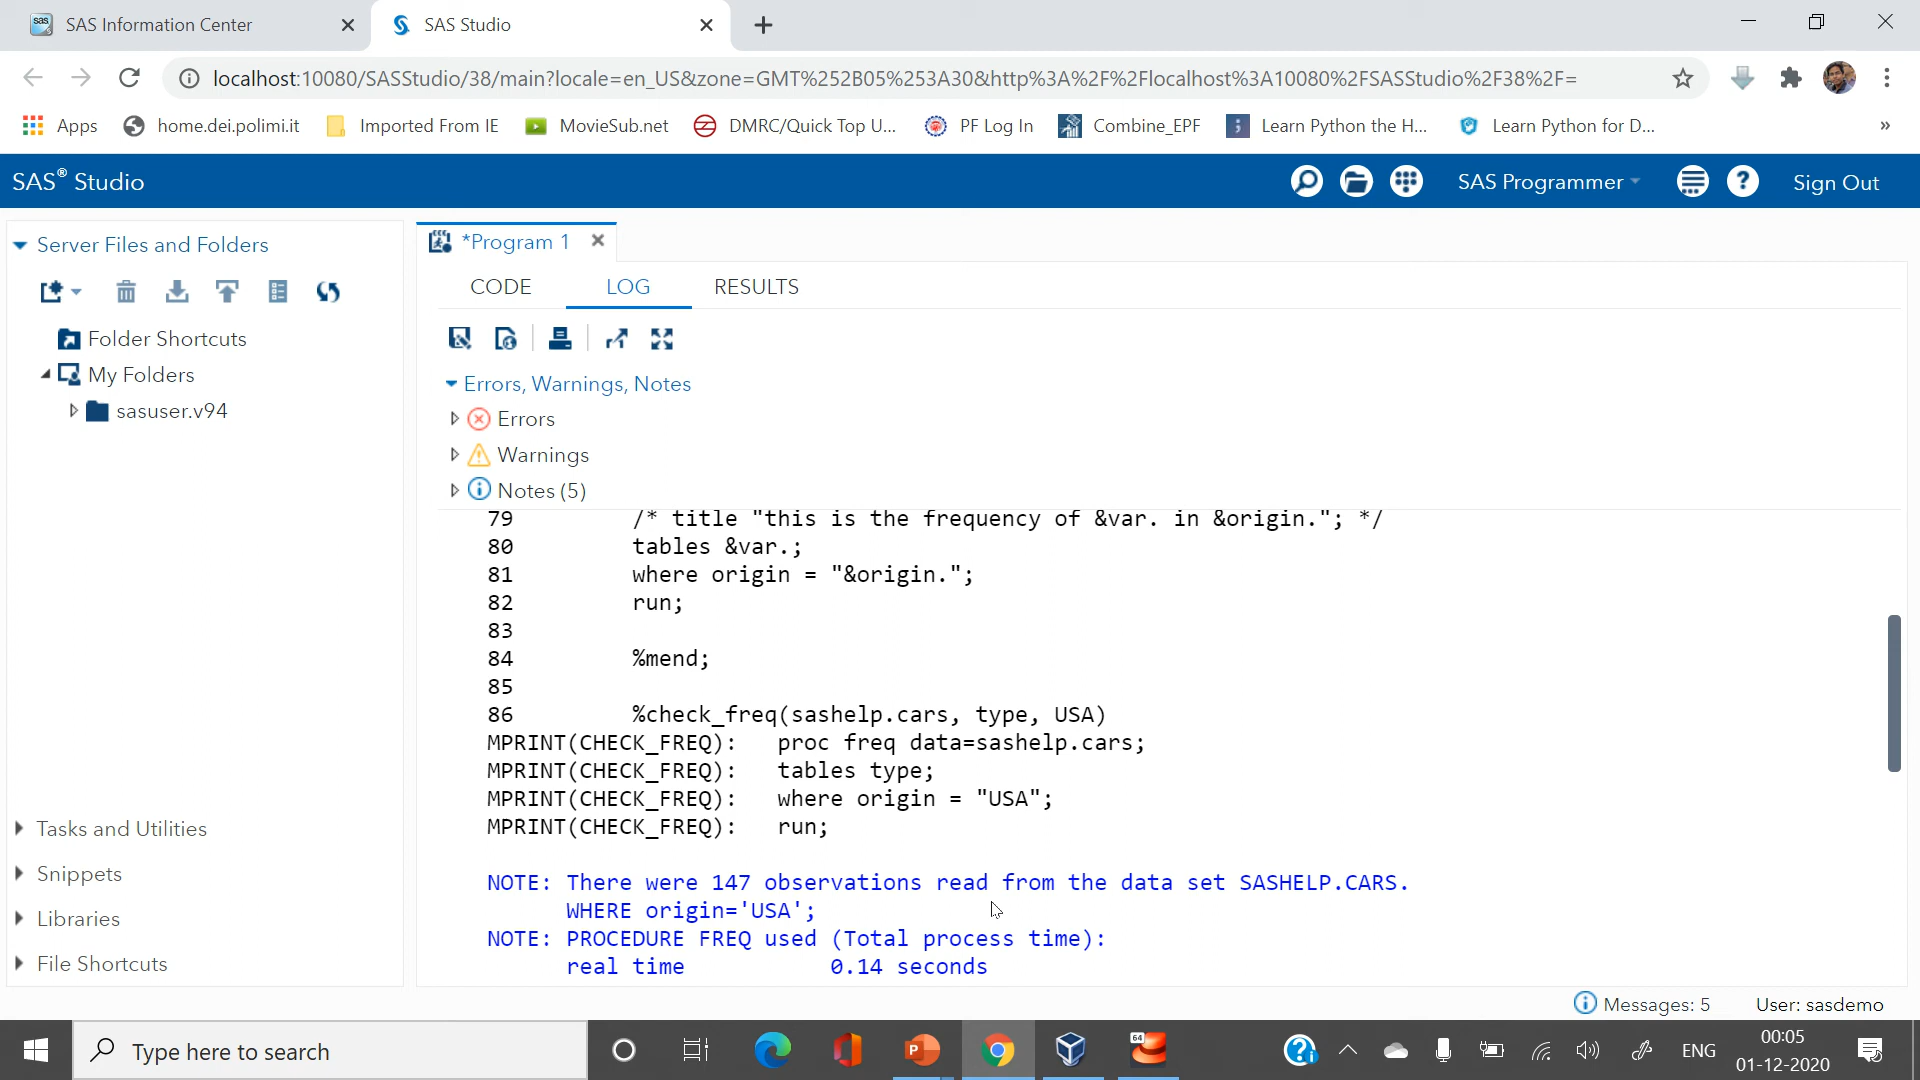 SAS Information Center
SAS Studio
localhost:10080/SASStudio/38/main?locale=en_US&zone=GMT%252B05%253A30&http%3A%2F%2Flocalhost%3A10080%2FSASStudio%2F38%2F=
Apps
home.dei.polimi.it
Imported From IE
MovieSub.net
DMRC/Quick Top U...
PF Log In
Combine_EPF
Learn Python the H...
Learn Python for D...
»
SAS® Studio
SAS Programmer
Sign Out
Server Files and Folders
Folder Shortcuts
My Folders
sasuser.v94
Tasks and Utilities
Snippets
Libraries
File Shortcuts
*Program 1
CODE
LOG
RESULTS
Errors, Warnings, Notes
Errors
Warnings
Notes (5)
79 /* title "this is the frequency of &var. in &origin."; */
80 tables &var.;
81 where origin = "&origin.";
82 run;
83
84 %mend;
85
86 %check_freq(sashelp.cars, type, USA)
MPRINT(CHECK_FREQ): proc freq data=sashelp.cars;
MPRINT(CHECK_FREQ): tables type;
MPRINT(CHECK_FREQ): where origin = "USA";
MPRINT(CHECK_FREQ): run;
NOTE: There were 147 observations read from the data set SASHELP.CARS.
WHERE origin='USA';
NOTE: PROCEDURE FREQ used (Total process time):
real time 0.14 seconds
Messages: 5
User: sasdemo
Type here to search
64
ENG
00:05
01-12-2020